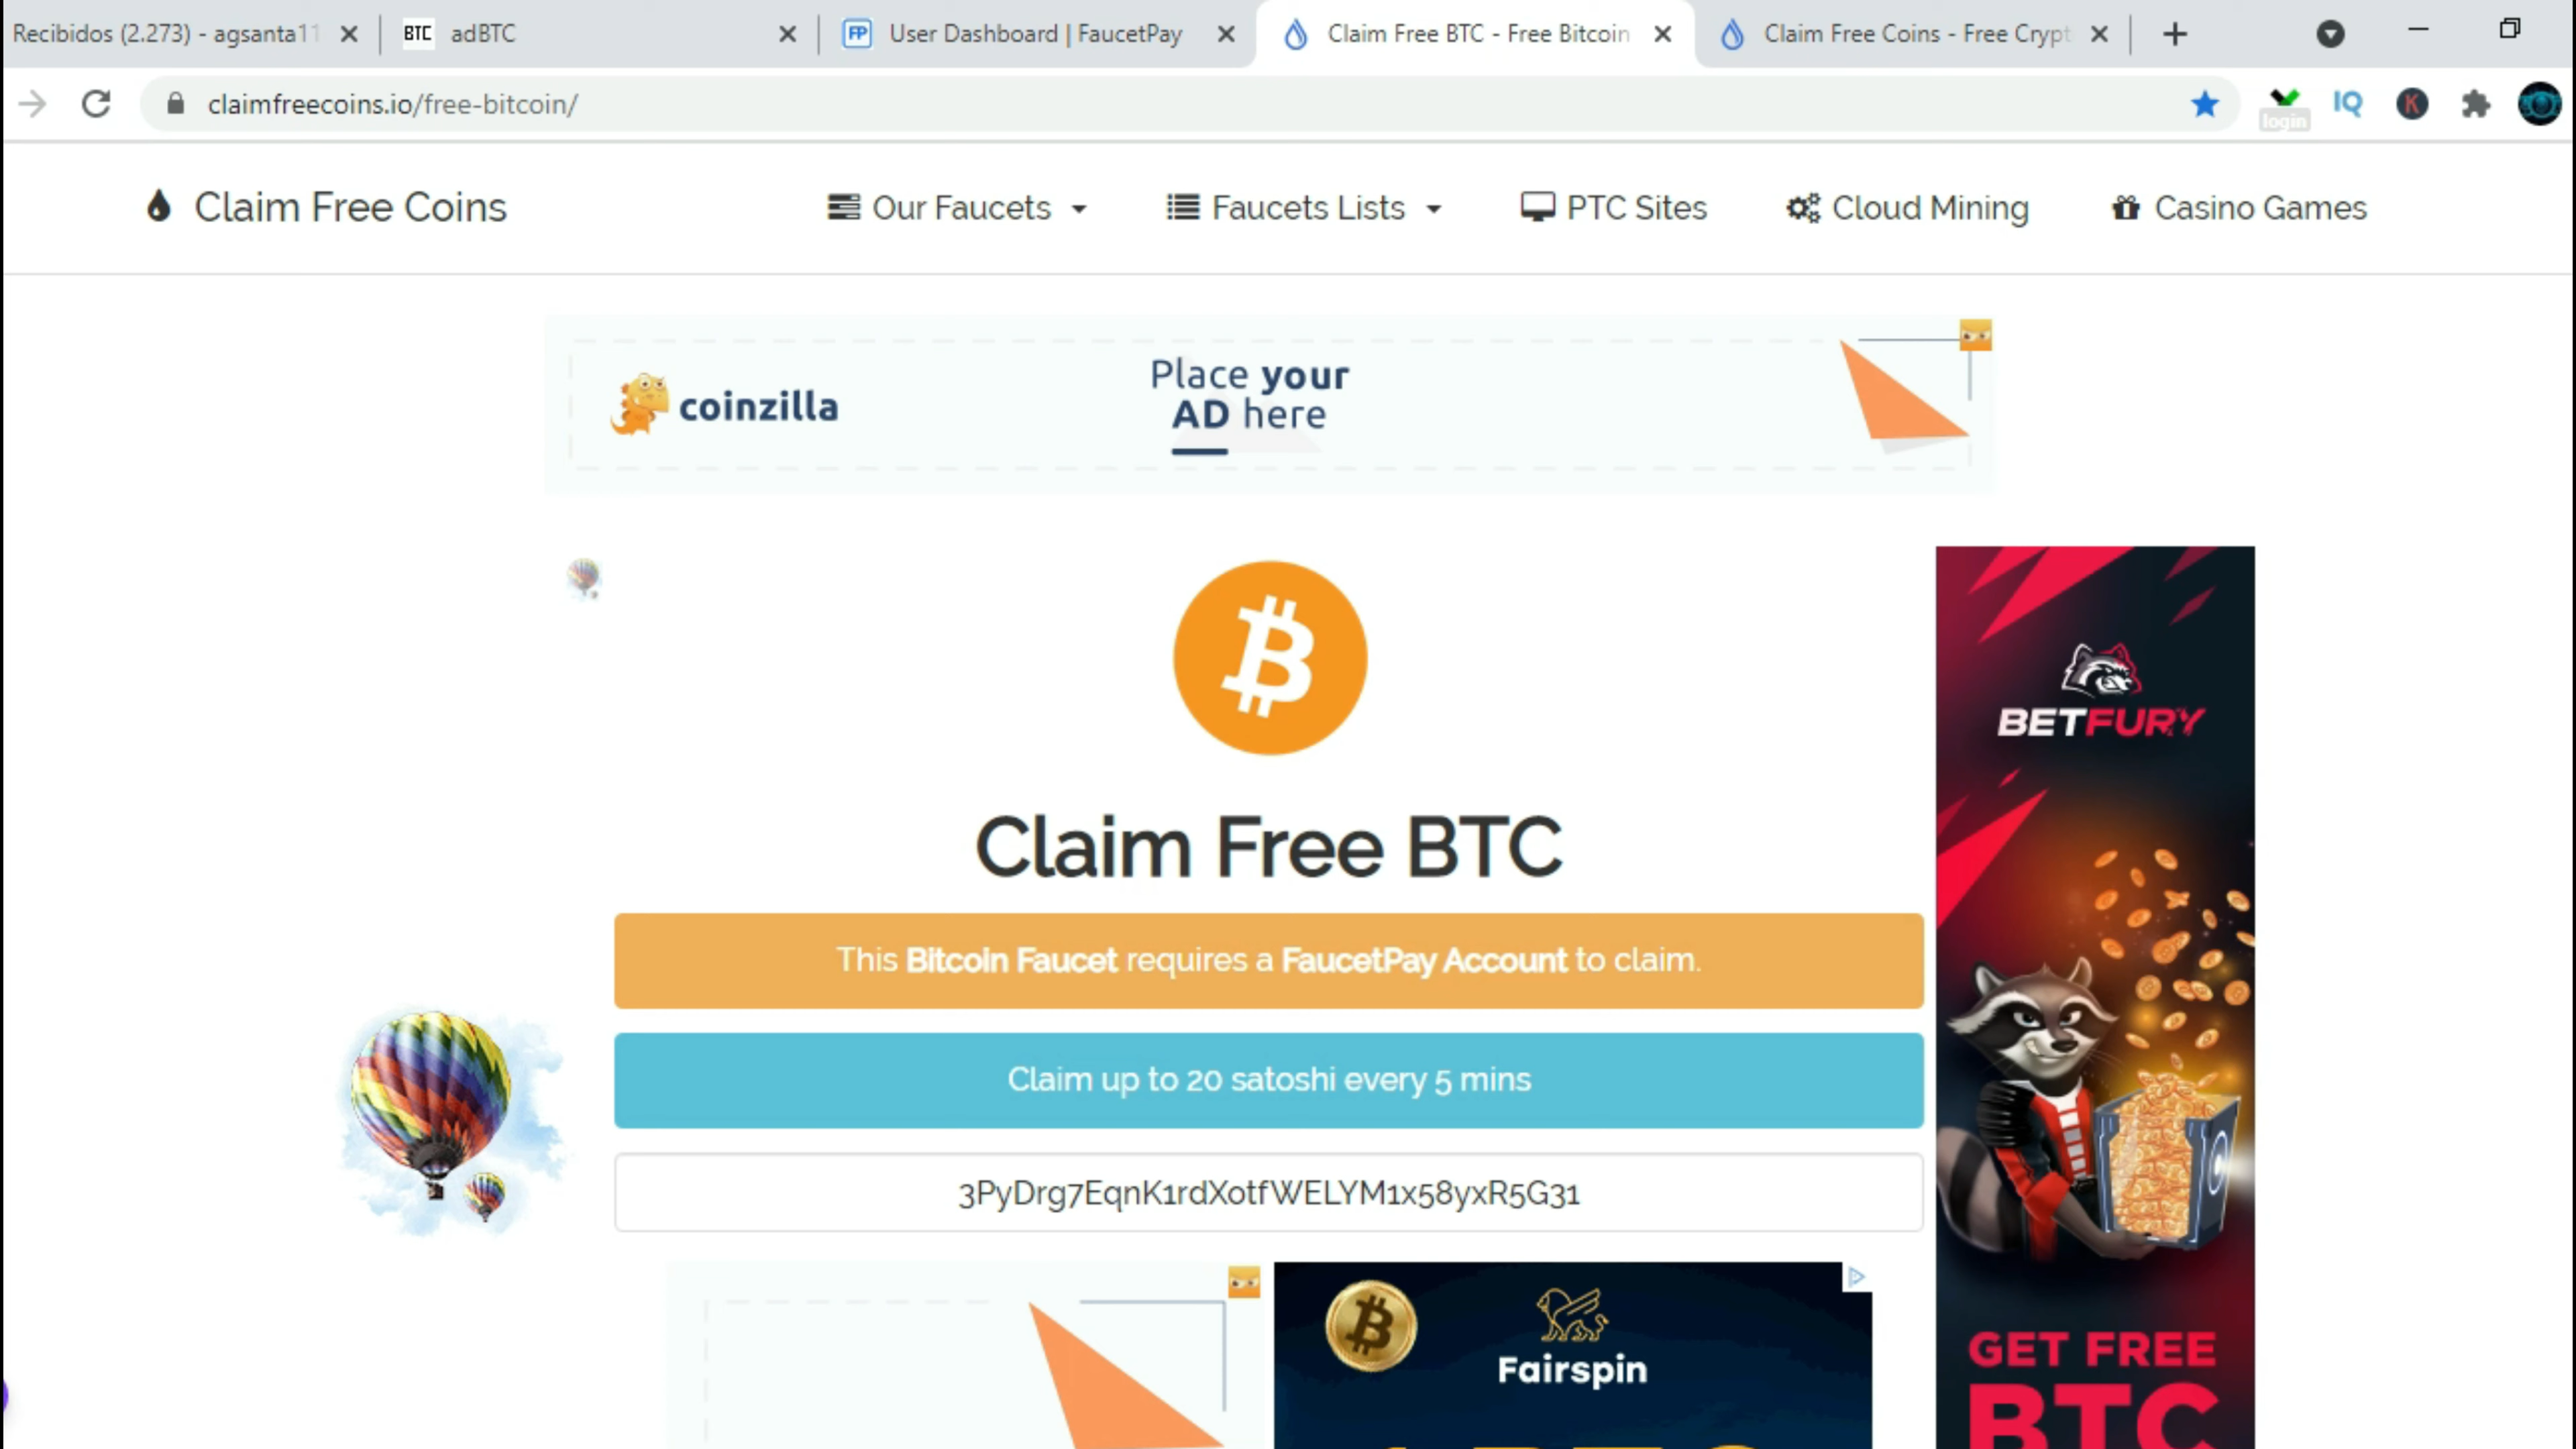 Recibidos (2.273) - agsanta11
BTC adBTC
FP User Dashboard | FaucetPay
Claim Free BTC - Free Bitcoin
Claim Free Coins - Free Crypt
claimfreecoins.io/free-bitcoin/
login
IQ
K
Claim Free Coins
Our Faucets
Faucets Lists
PTC Sites
Cloud Mining
Casino Games
coinzilla
Place your
AD here
BETFURY
Claim Free BTC
This Bitcoin Faucet requires a FaucetPay Account to claim.
Claim up to 20 satoshi every 5 mins
3PyDrg7EqnK1rdXotfWELYM1x58yxR5G31
Fairspin
GET FREE
BTC